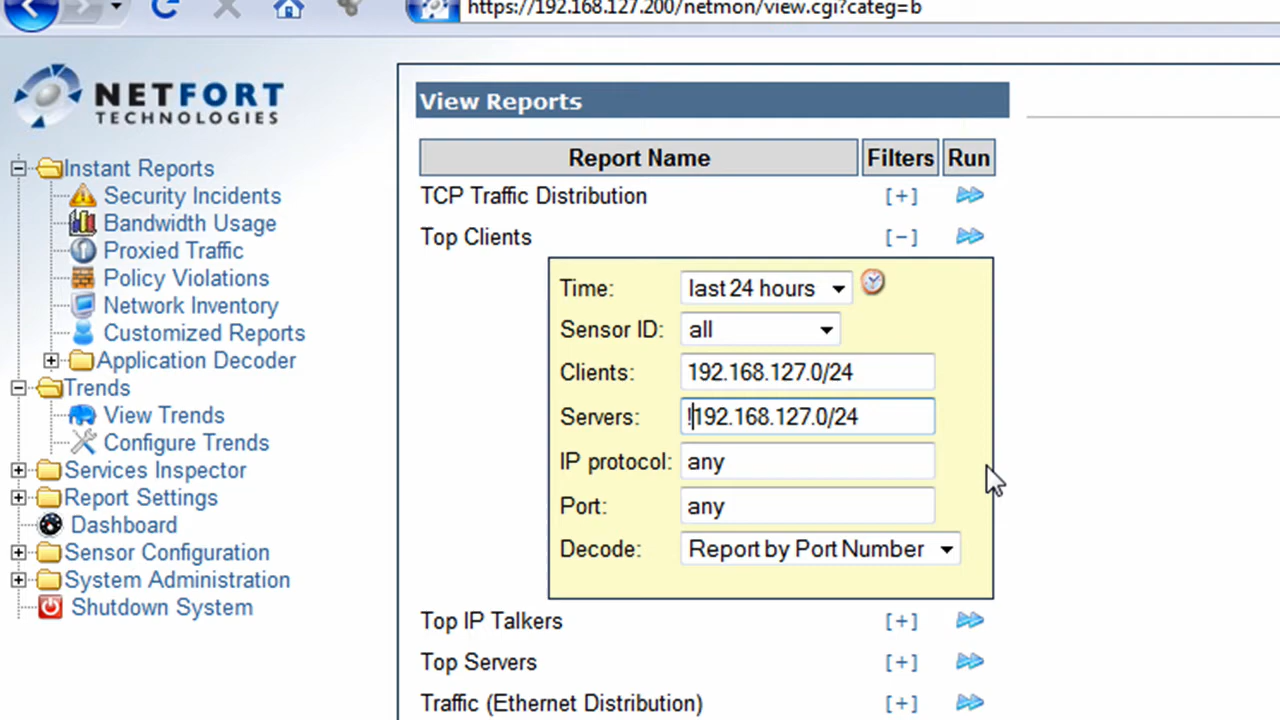 https://192.168.127.200/netmon/view.cgi?categ=b
NETFORT
TECHNOLOGIES
Instant Reports
Security Incidents
Bandwidth Usage
Proxied Traffic
Policy Violations
Network Inventory
Customized Reports
Application Decoder
Trends
View Trends
Configure Trends
Services Inspector
Report Settings
Dashboard
Sensor Configuration
System Administration
Shutdown System
View Reports
Report Name Filters Run
TCP Traffic Distribution [+]
Top Clients [-]
Time: last 24 hours
Sensor ID: all
Clients: 192.168.127.0/24
Servers: !192.168.127.0/24
IP protocol: any
Port: any
Decode: Report by Port Number
Top IP Talkers [+]
Top Servers [+]
Traffic (Ethernet Distribution) [+]